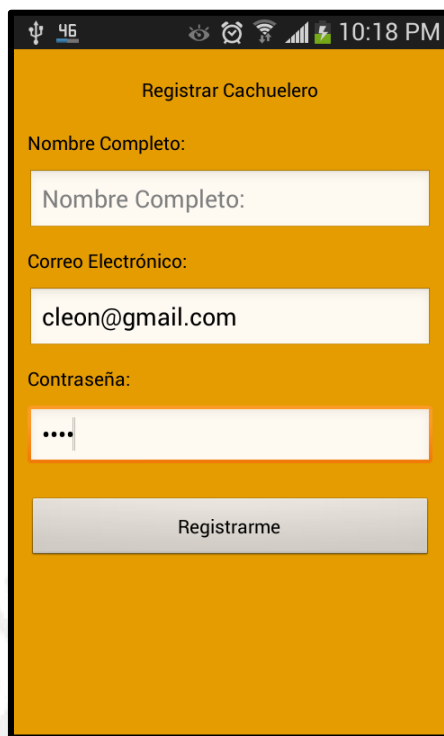 46 10:18 PM
Registrar Cachuelero
Nombre Completo:
Nombre Completo:
Correo Electrónico:
cleon@gmail.com
Contraseña:
••••
Registrarme